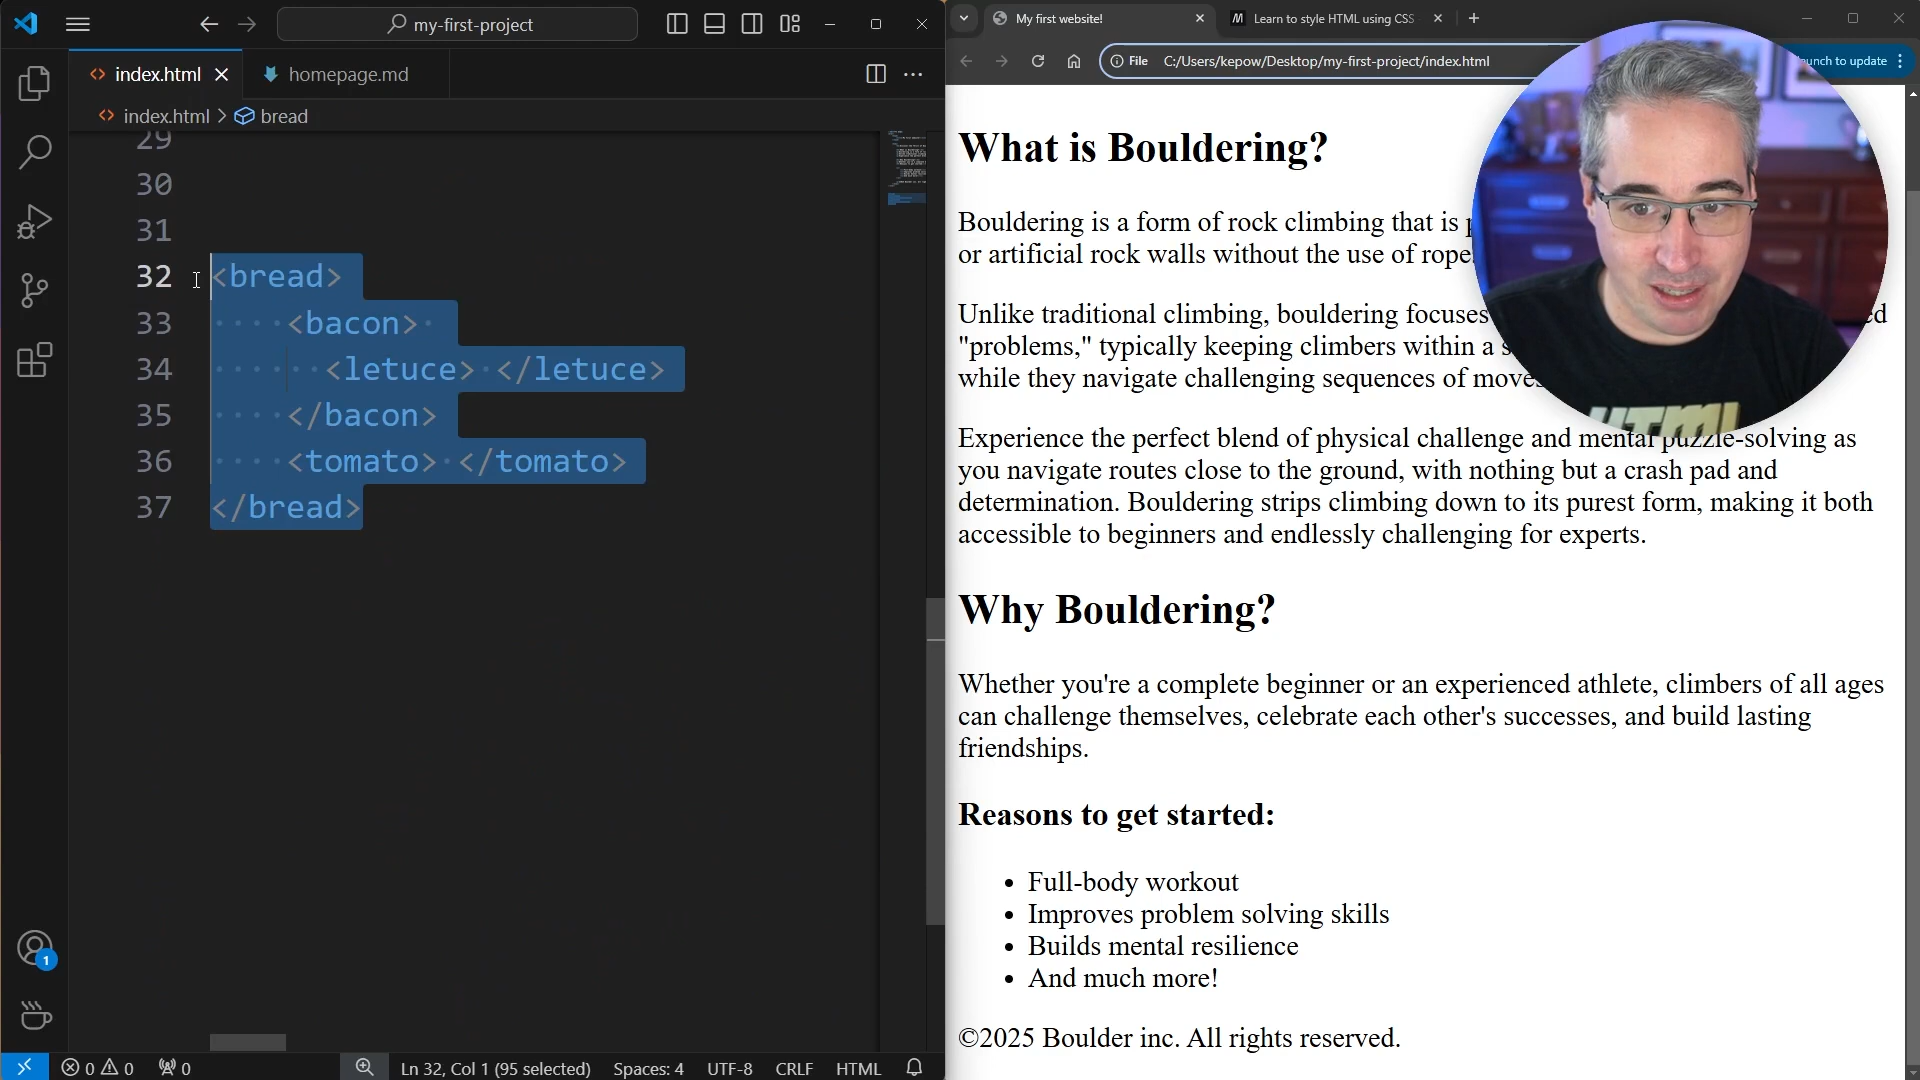 my-first-project
index.html
homepage.md
index.html > bread
29
30
31
32 <bread>
33 <bacon>
34 <letuce> </letuce>
35 </bacon>
36 <tomato> </tomato>
37 </bread>
1
0 0 0
Ln 32, Col 1 (95 selected) Spaces: 4 UTF-8 CRLF HTML
My first website!
Learn to style HTML using CSS
File C:/Users/kepow/Desktop/my-first-project/index.html
unch to update
What is Bouldering?
Bouldering is a form of rock climbing that is
or artificial rock walls without the use of rope
Unlike traditional climbing, bouldering focuses
"problems," typically keeping climbers within a s
while they navigate challenging sequences of move
Experience the perfect blend of physical challenge and mental puzzle-solving as
you navigate routes close to the ground, with nothing but a crash pad and
determination. Bouldering strips climbing down to its purest form, making it both
accessible to beginners and endlessly challenging for experts.
Why Bouldering?
Whether you're a complete beginner or an experienced athlete, climbers of all ages
can challenge themselves, celebrate each other's successes, and build lasting
friendships.
Reasons to get started:
• Full-body workout
• Improves problem solving skills
• Builds mental resilience
• And much more!
©2025 Boulder inc. All rights reserved.
HTML